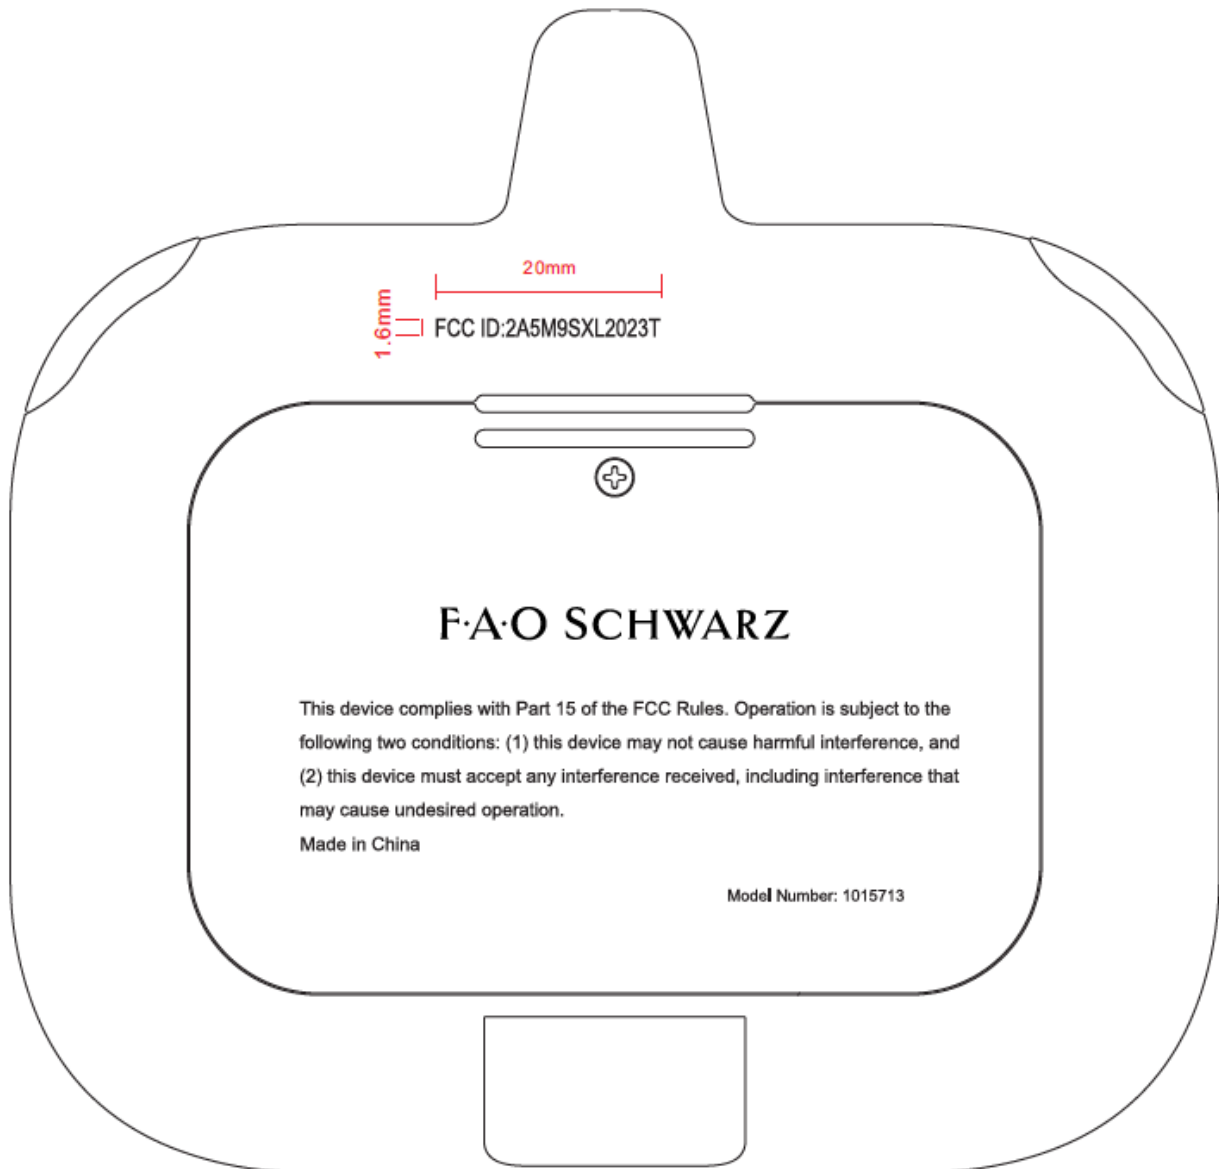 20mm
1.6mm
FCC ID:2A5M9SXL2023T
F·A·O SCHWARZ
This device complies with Part 15 of the FCC Rules. Operation is subject to the
following two conditions: (1) this device may not cause harmful interference, and
(2) this device must accept any interference received, including interference that
may cause undesired operation.
Made in China
Model Number: 1015713